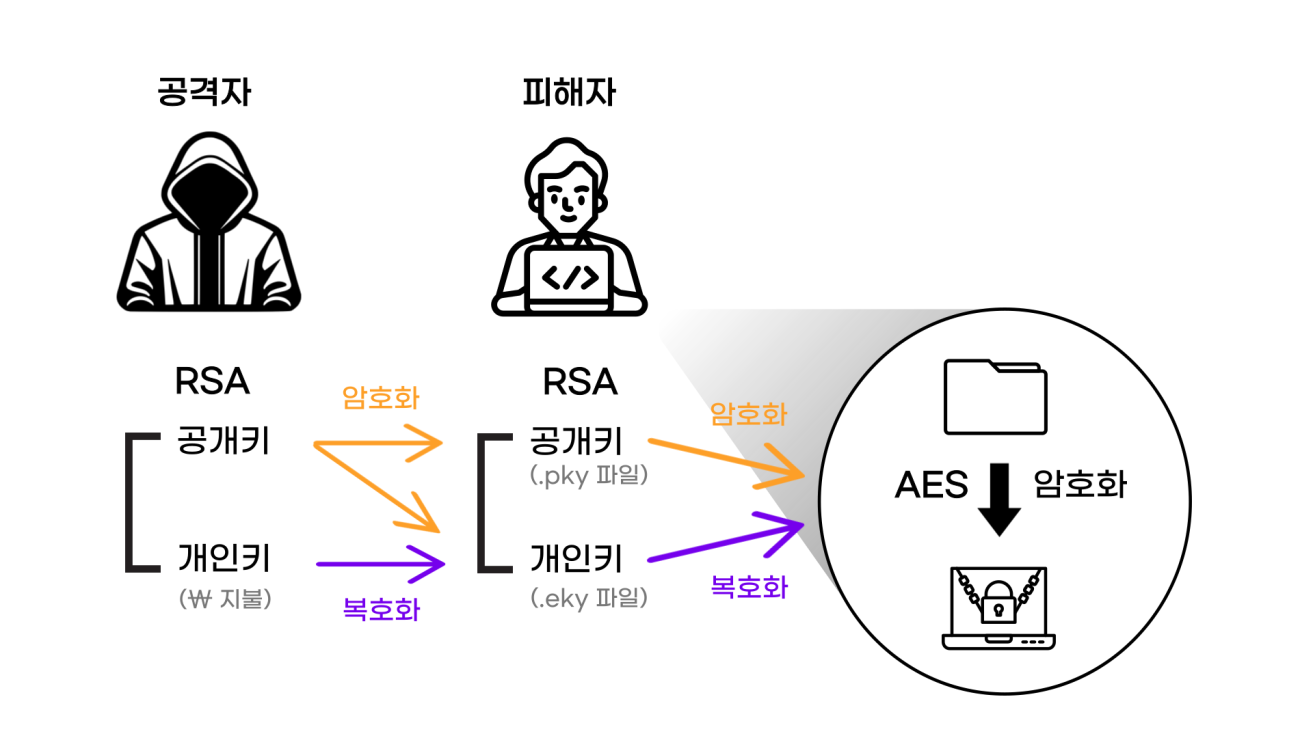 공격자
피해자
</>
RSA
암호화
RSA
암호화
공개키
공개키
(.pky 파일)
AES
암호화
개인키
(₩ 지불)
복호화
개인키
(.eky 파일)
복호화